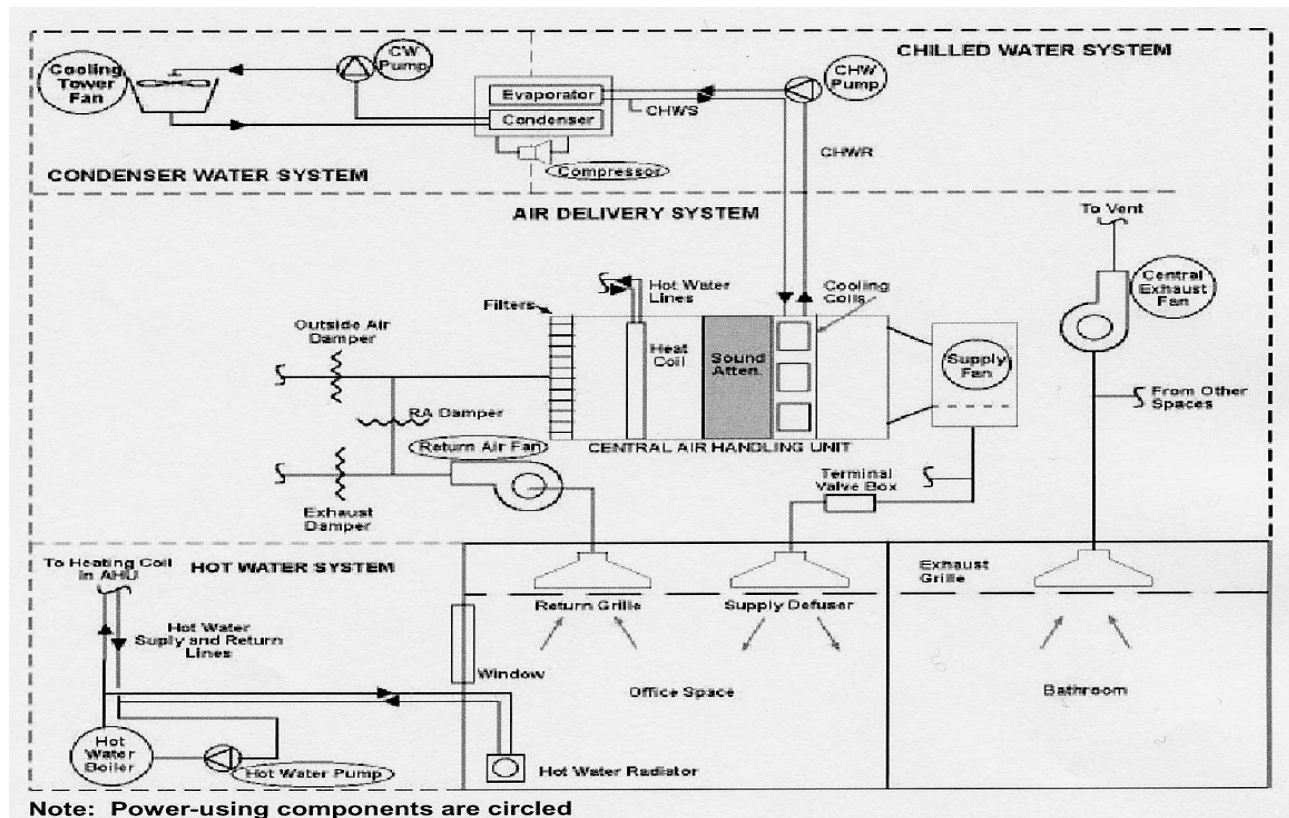 CHILLED WATER SYSTEM
Cooling
Tower
Fan
CW
Pump
CHW
Pump
Evaporator
Condenser
CHWS
CHWR
Compressor
CONDENSER WATER SYSTEM
AIR DELIVERY SYSTEM
To Vent
Central
Exhaust
Fan
Hot Water
Lines
Cooling
Coils
Filters
Outside Air
Damper
Heat
Coil
Sound
Atten.
Supply
Fan
From Other
Spaces
RA Damper
Return Air Fan
CENTRAL AIR HANDLING UNIT
Terminal
Valve Box
Exhaust
Damper
To Heating Coil
in AHU
HOT WATER SYSTEM
Exhaust
Grille
Return Grille
Supply Defuser
Hot Water
Suply and Return
Lines
Window
Office Space
Bathroom
Hot
Water
Boiler
Hot Water Pump
Hot Water Radiator
Note: Power-using components are circled